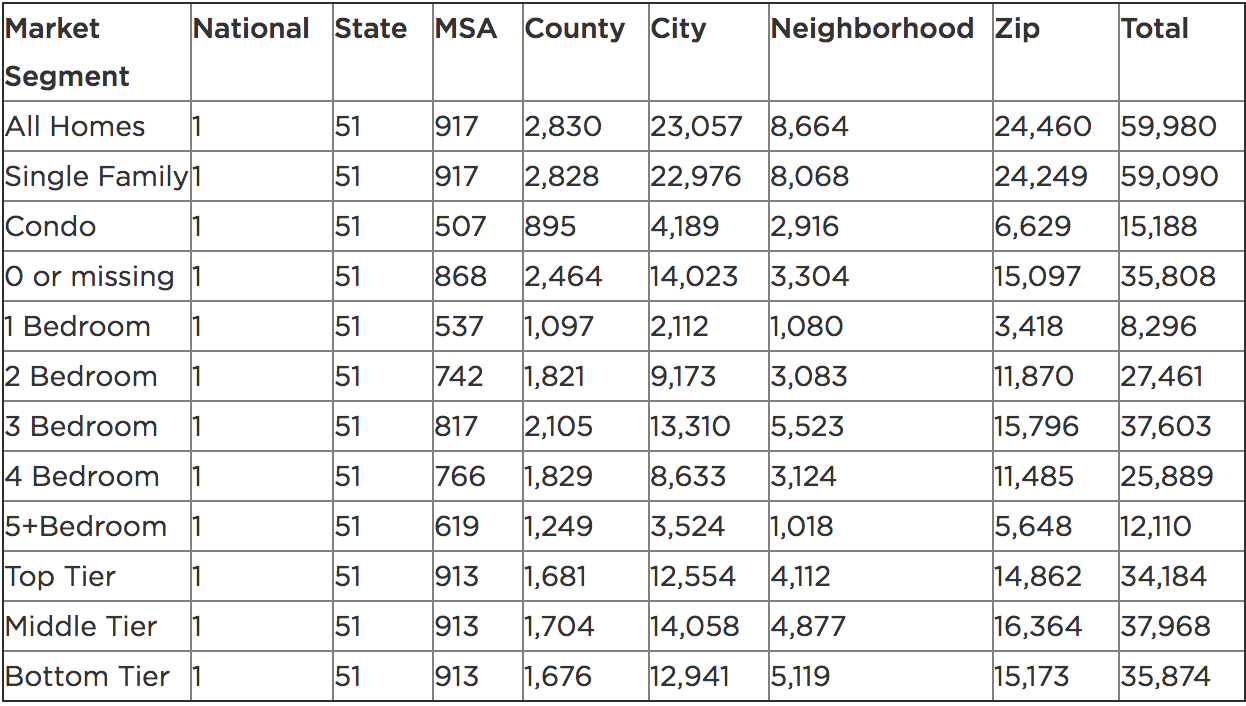 Market Segment National State MSA County City Neighborhood Zip Total
All Homes 1 51 917 2,830 23,057 8,664 24,460 59,980
Single Family 1 51 917 2,828 22,976 8,068 24,249 59,090
Condo 1 51 507 895 4,189 2,916 6,629 15,188
0 or missing 1 51 868 2,464 14,023 3,304 15,097 35,808
1 Bedroom 1 51 537 1,097 2,112 1,080 3,418 8,296
2 Bedroom 1 51 742 1,821 9,173 3,083 11,870 27,461
3 Bedroom 1 51 817 2,105 13,310 5,523 15,796 37,603
4 Bedroom 1 51 766 1,829 8,633 3,124 11,485 25,889
5+Bedroom 1 51 619 1,249 3,524 1,018 5,648 12,110
Top Tier 1 51 913 1,681 12,554 4,112 14,862 34,184
Middle Tier 1 51 913 1,704 14,058 4,877 16,364 37,968
Bottom Tier 1 51 913 1,676 12,941 5,119 15,173 35,874